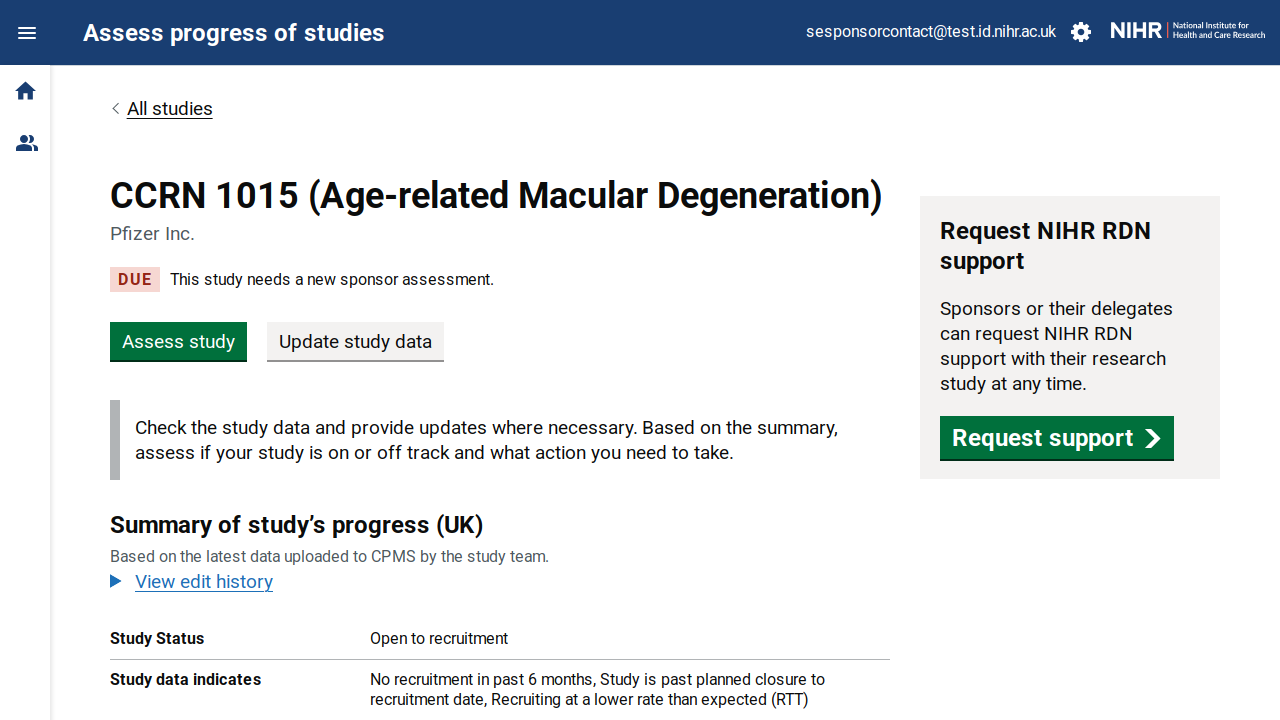 Assess progress of studies
sesponsorcontact@test.id.nihr.ac.uk
NIHR | National Institute for
Health and Care Research
All studies
CCRN 1015 (Age-related Macular Degeneration)
Pfizer Inc.
DUE This study needs a new sponsor assessment.
Assess study
Update study data
Check the study data and provide updates where necessary. Based on the summary,
assess if your study is on or off track and what action you need to take.
Summary of study’s progress (UK)
Based on the latest data uploaded to CPMS by the study team.
View edit history
Study Status Open to recruitment
Study data indicates No recruitment in past 6 months, Study is past planned closure to
recruitment date, Recruiting at a lower rate than expected (RTT)
Request NIHR RDN
support
Sponsors or their delegates
can request NIHR RDN
support with their research
study at any time.
Request support